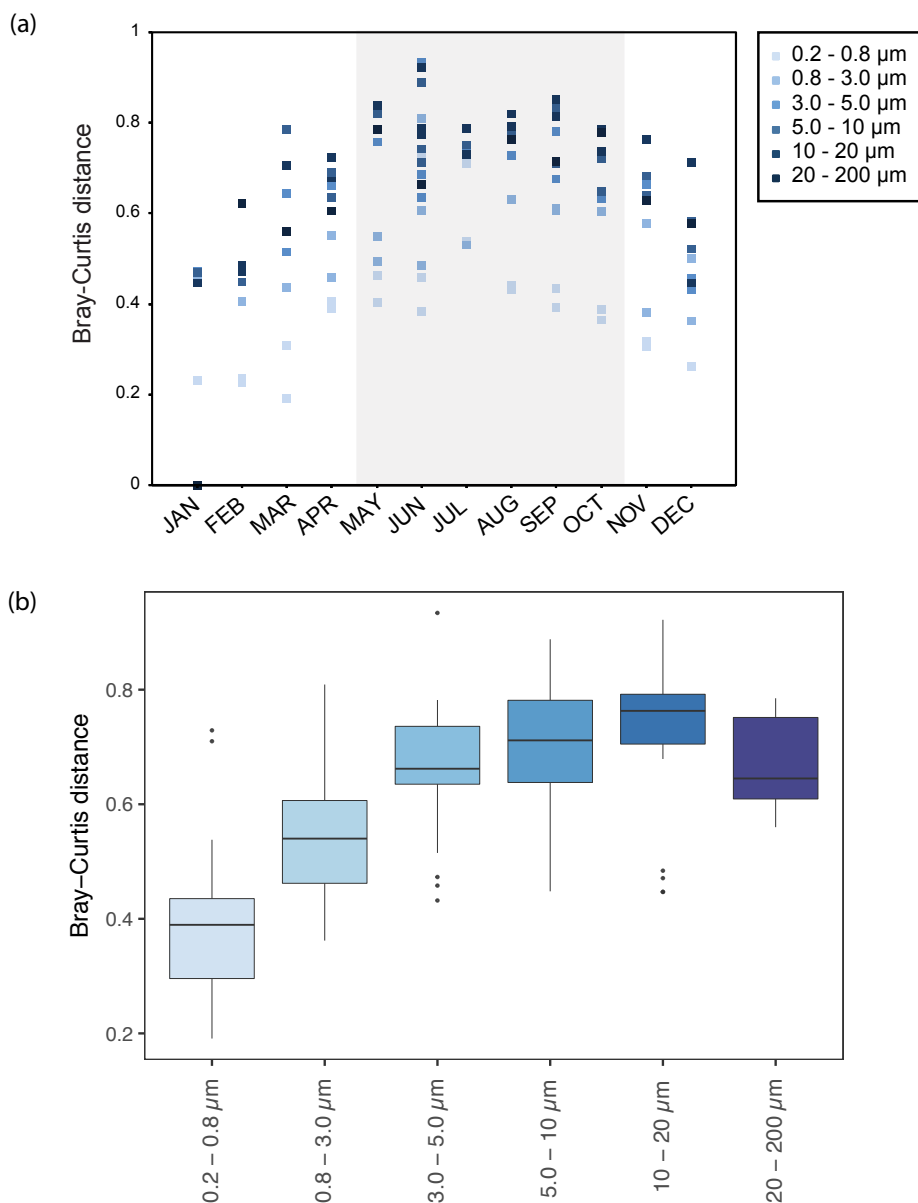 (a)
Bray-Curtis distance
1
0.8
0.6
0.4
0.2
0
JAN
FEB
MAR
APR
MAY
JUN
JUL
AUG
SEP
OCT
NOV
DEC
0.2 - 0.8 µm
0.8 - 3.0 µm
3.0 - 5.0 µm
5.0 - 10 µm
10 - 20 µm
20 - 200 µm
(b)
Bray−Curtis distance
0.8
0.6
0.4
0.2
0.2 – 0.8 µm
0.8 – 3.0 µm
3.0 – 5.0 µm
5.0 – 10 µm
10 – 20 µm
20 – 200 µm